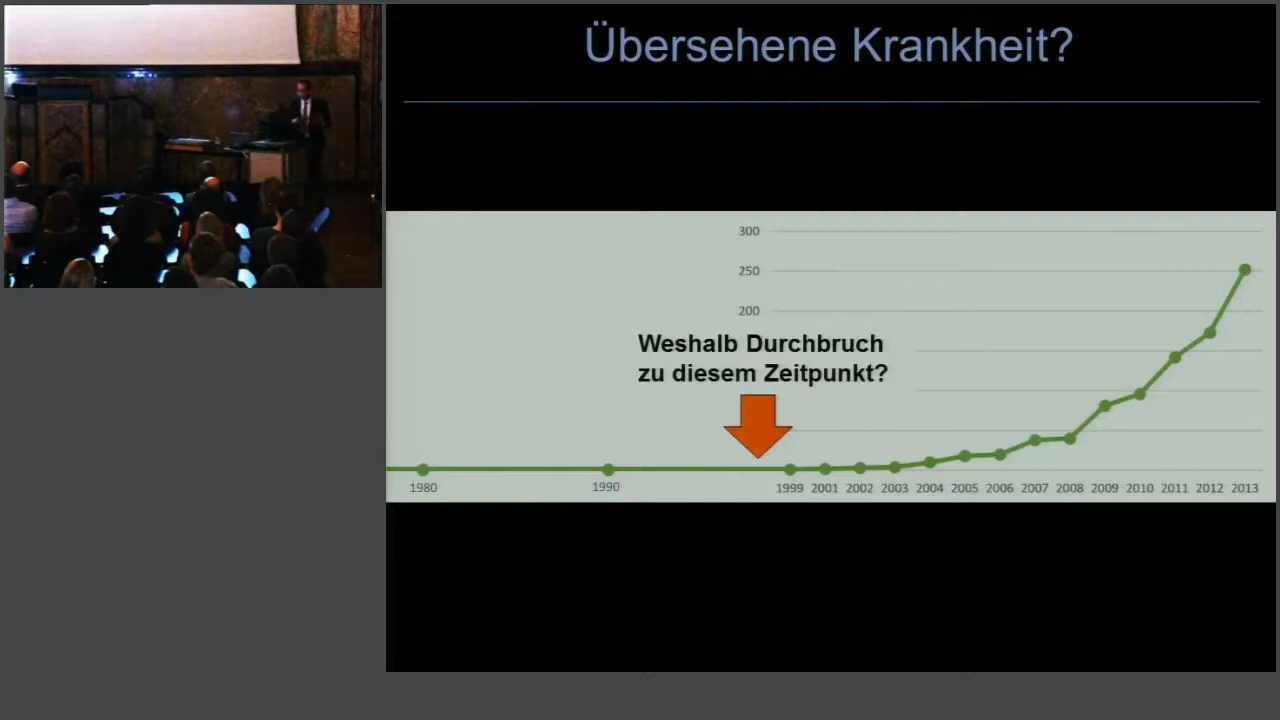 Übersehene Krankheit?
300
250
200
Weshalb Durchbruch
zu diesem Zeitpunkt?
1980 1990 1999 2001 2002 2003 2004 2005 2006 2007 2008 2009 2010 2011 2012 2013